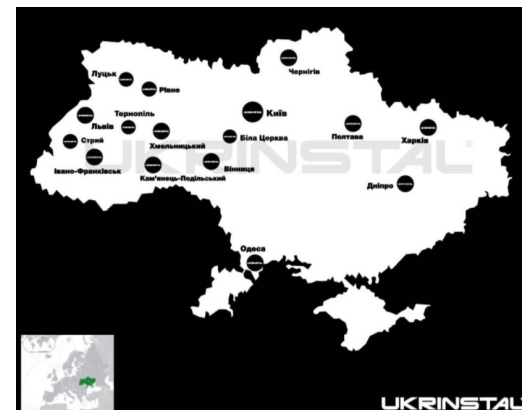 Чернігів
Луцьк
Рівне
Київ
Тернопіль
Львів
Стрий
Хмельницький
Біла Церква
Полтава
Харків
UKRINSTAL
Івано-Франківськ
Кам'янець-Подільський
Вінниця
Дніпро
Одеса
UKRINSTAL